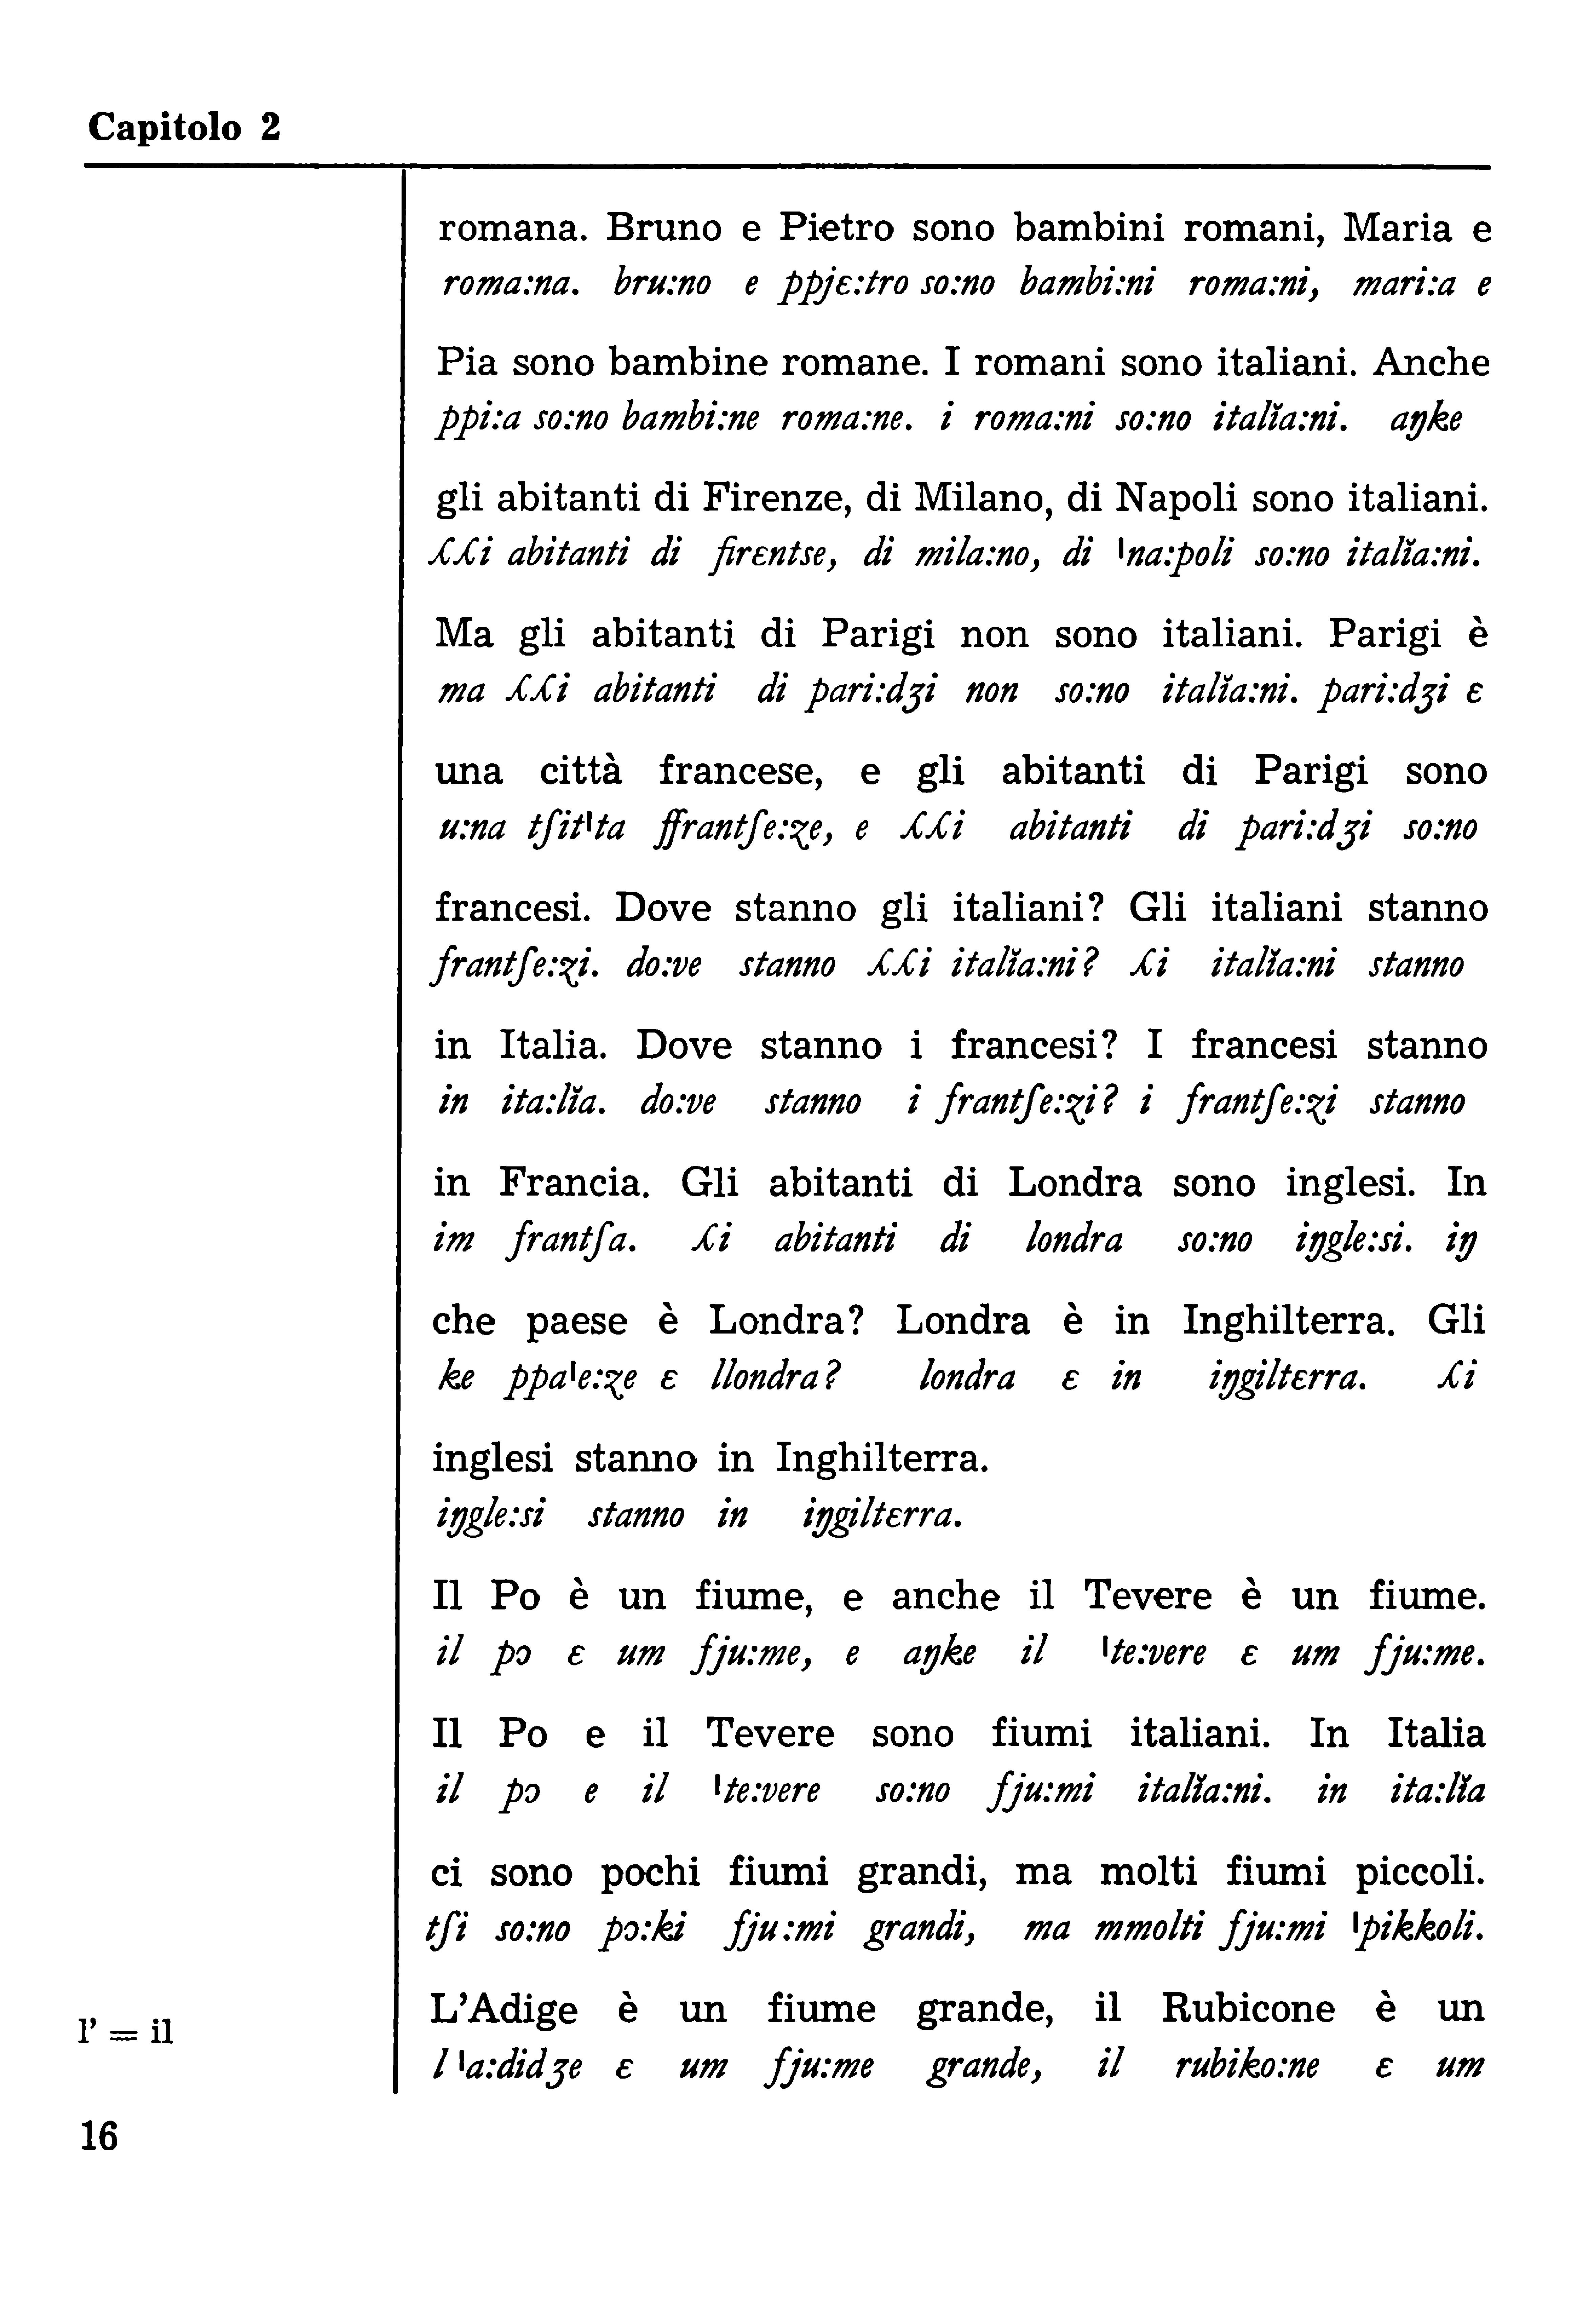 Capitolo 2
romana. Bruno e Pietro sono bambini romani, Maria e
roma:na. bru:no e ppjɛ:tro so:no bambi:ni roma:ni, mari:a e
Pia sono bambine romane. I romani sono italiani. Anche
ppi:a so:no bambi:ne roma:ne. i roma:ni so:no italĭa:ni. aŋke
gli abitanti di Firenze, di Milano, di Napoli sono italiani.
ʎʎi abitanti di firɛntse, di mila:no, di ˈna:poli so:no italĭa:ni.
Ma gli abitanti di Parigi non sono italiani. Parigi è
ma ʎʎi abitanti di pari:dʒi non so:no italĭa:ni. pari:dʒi ɛ
una città francese, e gli abitanti di Parigi sono
u:na tʃitˈta ffrantʃe:ʐe, e ʎʎi abitanti di pari:dʒi so:no
francesi. Dove stanno gli italiani? Gli italiani stanno
frantʃe:ʐi. do:ve stanno ʎʎi italĭa:ni? ʎi italĭa:ni stanno
in Italia. Dove stanno i francesi? I francesi stanno
in ita:lĭa. do:ve stanno i frantʃe:ʐi? i frantʃe:ʐi stanno
in Francia. Gli abitanti di Londra sono inglesi. In
im frantʃa. ʎi abitanti di londra so:no iŋgle:si. iŋ
che paese è Londra? Londra è in Inghilterra. Gli
ke ppaˈe:ʐe ɛ llondra? londra ɛ in iŋgiltɛrra. ʎi
inglesi stanno in Inghilterra.
iŋgle:si stanno in iŋgiltɛrra.
Il Po è un fiume, e anche il Tevere è un fiume.
il pɔ ɛ um fju:me, e aŋke il ˈte:vere ɛ um fju:me.
Il Po e il Tevere sono fiumi italiani. In Italia
il pɔ e il ˈte:vere so:no fju:mi italĭa:ni. in ita:lĭa
ci sono pochi fiumi grandi, ma molti fiumi piccoli.
tʃi so:no pɔ:ki fju:mi grandi, ma mmolti fju:mi ˈpikkoli.
l’ = il
L’Adige è un fiume grande, il Rubicone è un
l ˈa:didʒe ɛ um fju:me grande, il rubiko:ne ɛ um
16